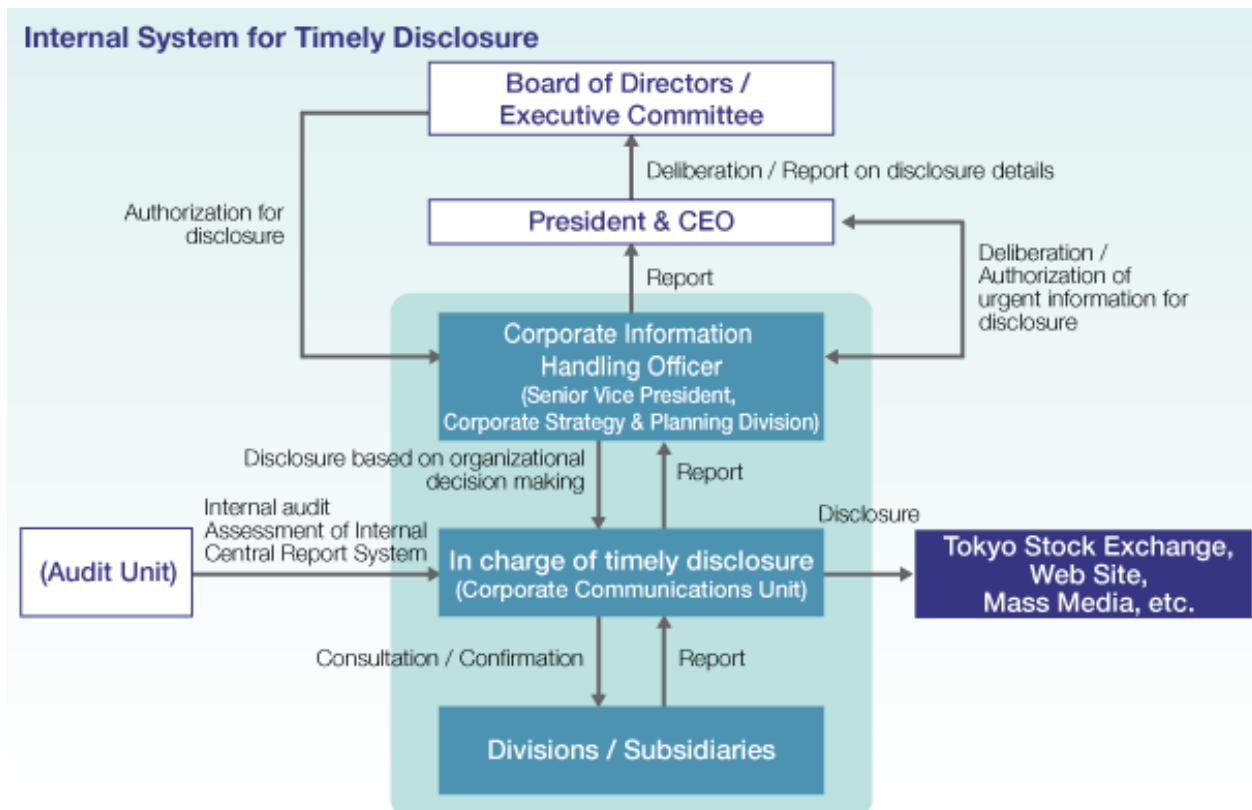 Internal System for Timely Disclosure
Board of Directors /
Executive Committee
Deliberation / Report on disclosure details
Authorization for
disclosure
President & CEO
Deliberation /
Authorization of
urgent information for
disclosure
Report
Corporate Information
Handling Officer
(Senior Vice President,
Corporate Strategy & Planning Division)
Disclosure based on organizational
decision making
Report
Internal audit
Assessment of Internal
Central Report System
Disclosure
(Audit Unit)
In charge of timely disclosure
(Corporate Communications Unit)
Tokyo Stock Exchange,
Web Site,
Mass Media, etc.
Consultation / Confirmation
Report
Divisions / Subsidiaries